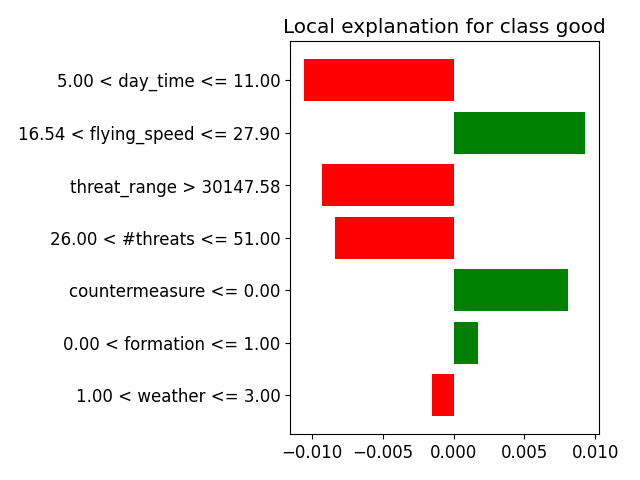 Local explanation for class good
5.00 < day_time <= 11.00
16.54 < flying_speed <= 27.90
threat_range > 30147.58
26.00 < #threats <= 51.00
countermeasure <= 0.00
0.00 < formation <= 1.00
1.00 < weather <= 3.00
−0.010 −0.005 0.000 0.005 0.010